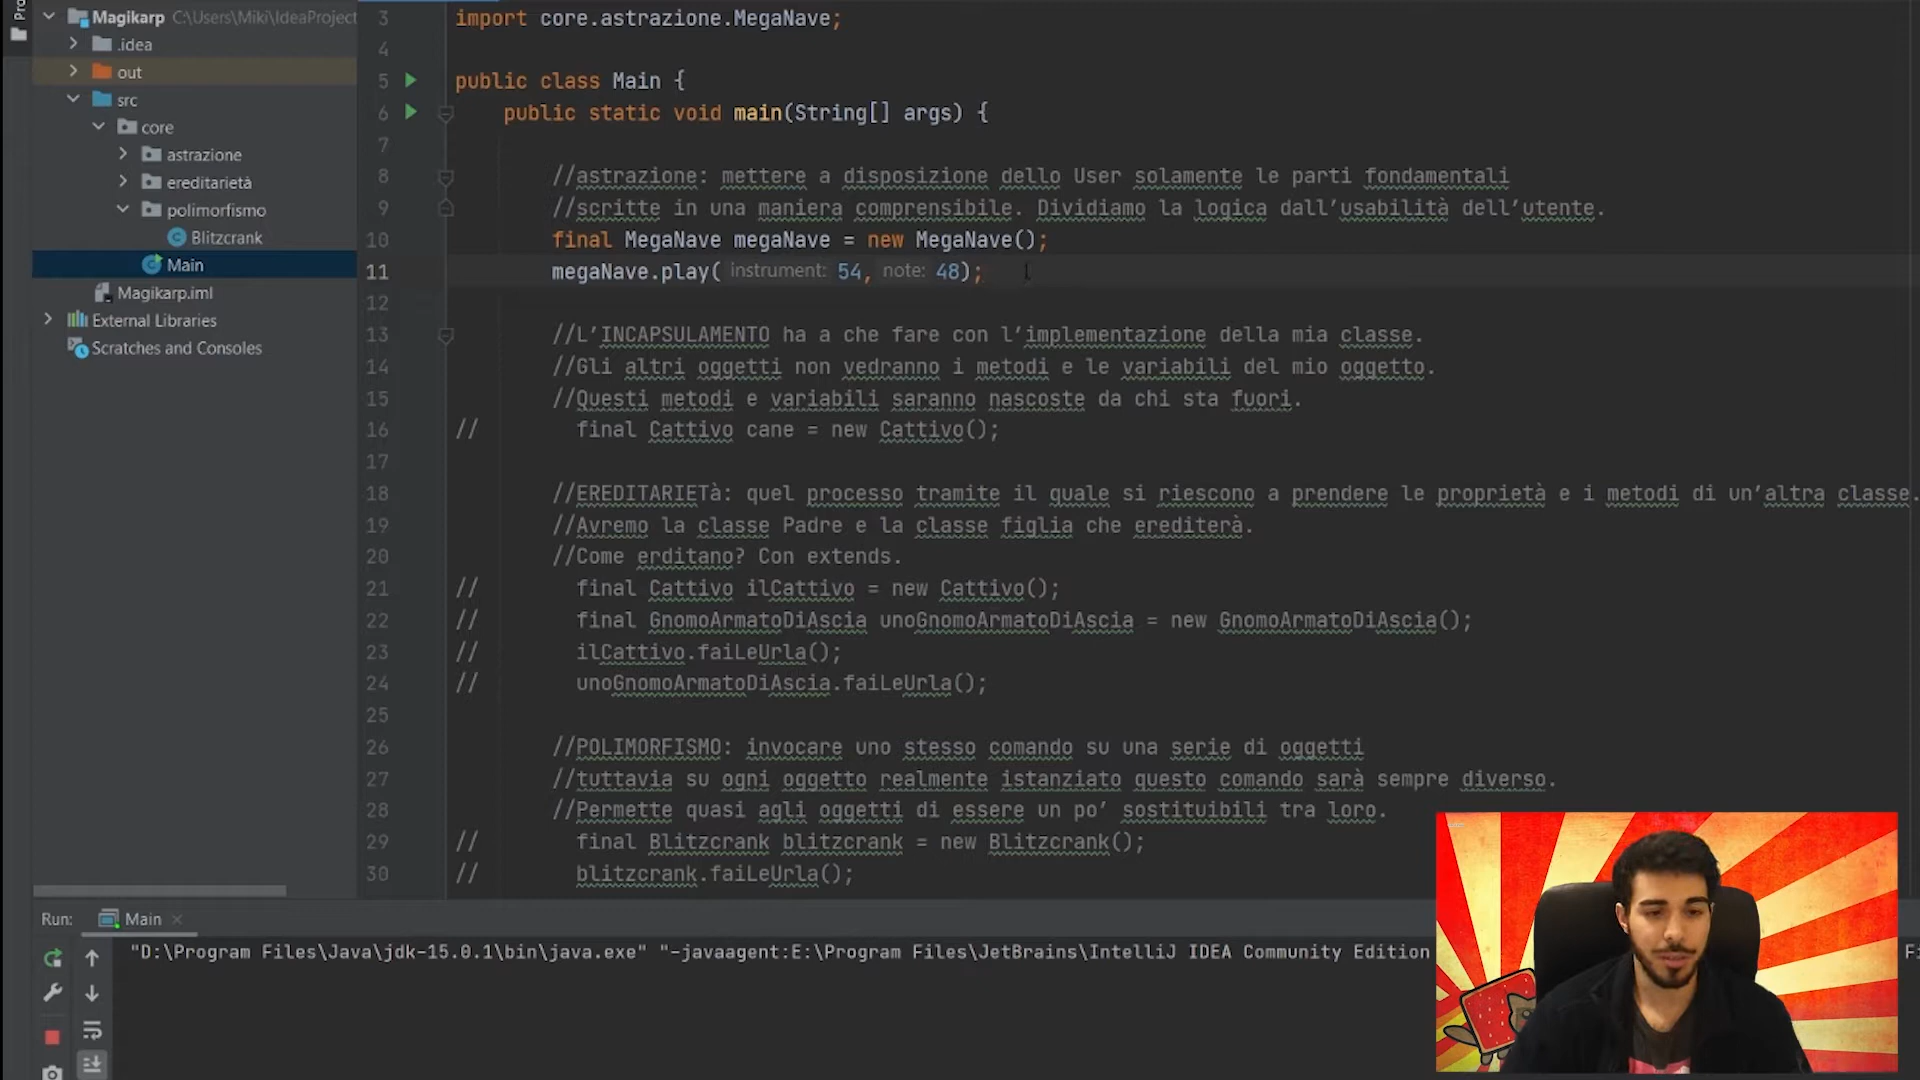 Pro
Magikarp C:\Users\Miki\IdeaProject
.idea
out
src
core
astrazione
ereditarietà
polimorfismo
Blitzcrank
Main
Magikarp.iml
External Libraries
Scratches and Consoles
3 import core.astrazione.MegaNave;
4
5 public class Main {
6 public static void main(String[] args) {
7
8 //astrazione: mettere a disposizione dello User solamente le parti fondamentali
9 //scritte in una maniera comprensibile. Dividiamo la logica dall'usabilità dell'utente.
10 final MegaNave megaNave = new MegaNave();
11 megaNave.play( instrument: 54, note: 48);
12
13 //L'INCAPSULAMENTO ha a che fare con l'implementazione della mia classe.
14 //Gli altri oggetti non vedranno i metodi e le variabili del mio oggetto.
15 //Questi metodi e variabili saranno nascoste da chi sta fuori.
16 // final Cattivo cane = new Cattivo();
17
18 //EREDITARIETà: quel processo tramite il quale si riescono a prendere le proprietà e i metodi di un'altra classe.
19 //Avremo la classe Padre e la classe figlia che erediterà.
20 //Come erditano? Con extends.
21 // final Cattivo ilCattivo = new Cattivo();
22 // final GnomoArmatoDiAscia unoGnomoArmatoDiAscia = new GnomoArmatoDiAscia();
23 // ilCattivo.faiLeUrla();
24 // unoGnomoArmatoDiAscia.faiLeUrla();
25
26 //POLIMORFISMO: invocare uno stesso comando su una serie di oggetti
27 //tuttavia su ogni oggetto realmente istanziato questo comando sarà sempre diverso.
28 //Permette quasi agli oggetti di essere un po' sostituibili tra loro.
29 // final Blitzcrank blitzcrank = new Blitzcrank();
30 // blitzcrank.faiLeUrla();
Run: Main
"D:\Program Files\Java\jdk-15.0.1\bin\java.exe" "-javaagent:E:\Program Files\JetBrains\IntelliJ IDEA Community Edition